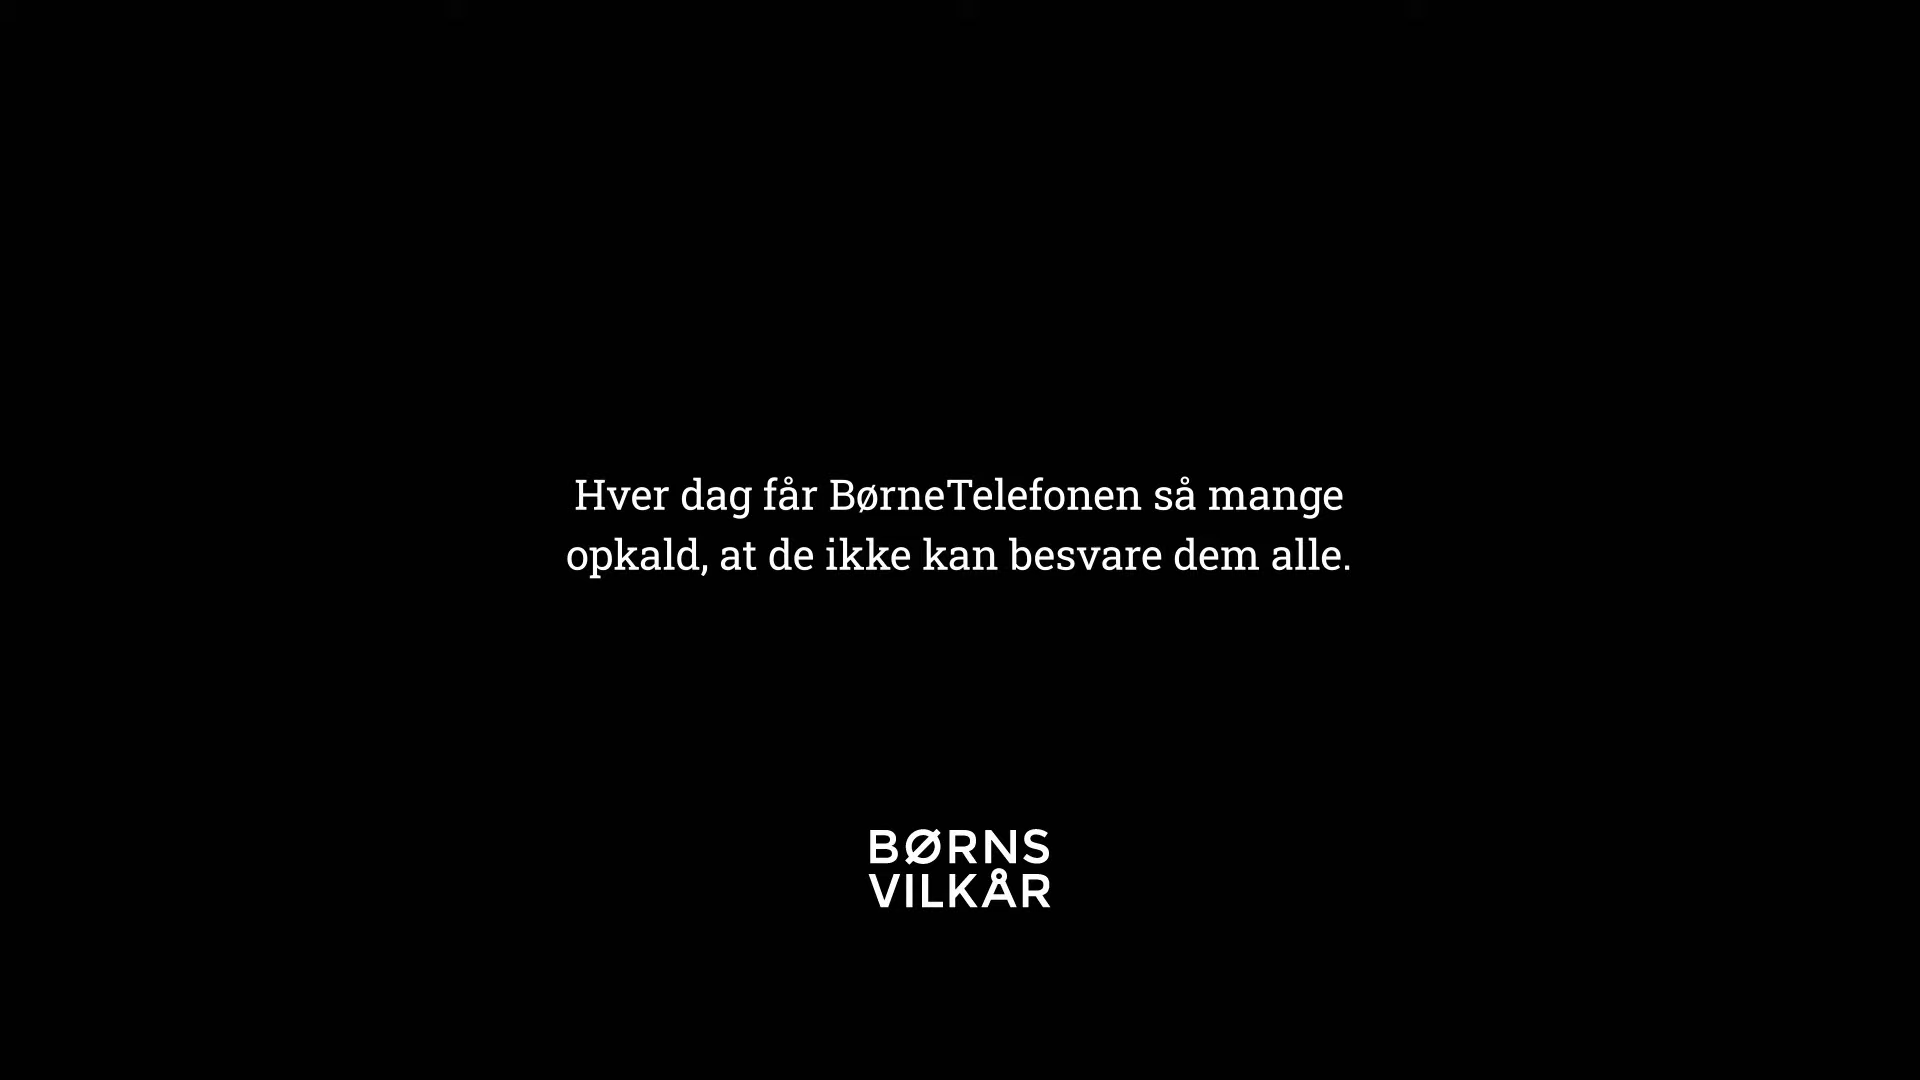 Hver dag får BørneTelefonen så mange
opkald, at de ikke kan besvare dem alle.
BØRNS
VILKÅR